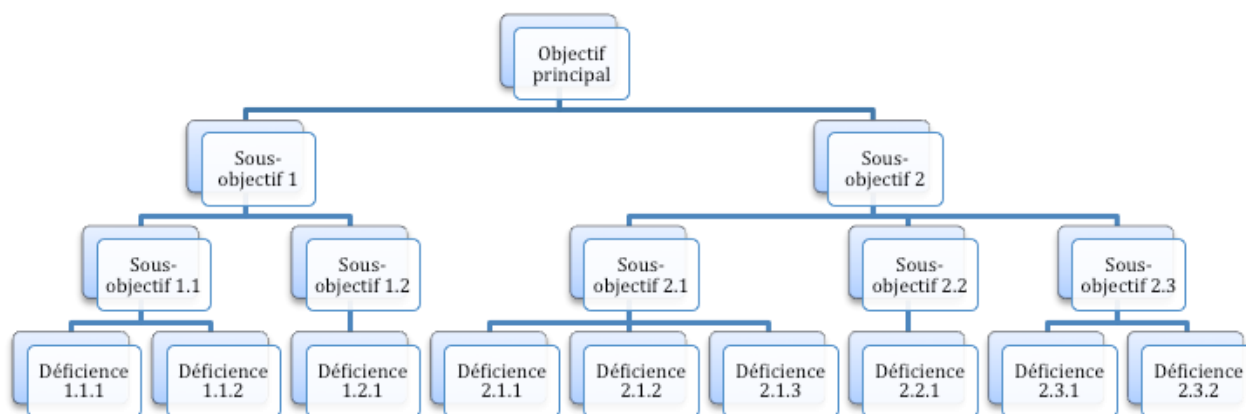 Objectif
principal
Sous-
objectif 1
Sous-
objectif 2
Sous-
objectif 1.1
Sous-
objectif 1.2
Sous-
objectif 2.1
Sous-
objectif 2.2
Sous-
objectif 2.3
Déficience
1.1.1
Déficience
1.1.2
Déficience
1.2.1
Déficience
2.1.1
Déficience
2.1.2
Déficience
2.1.3
Déficience
2.2.1
Déficience
2.3.1
Déficience
2.3.2